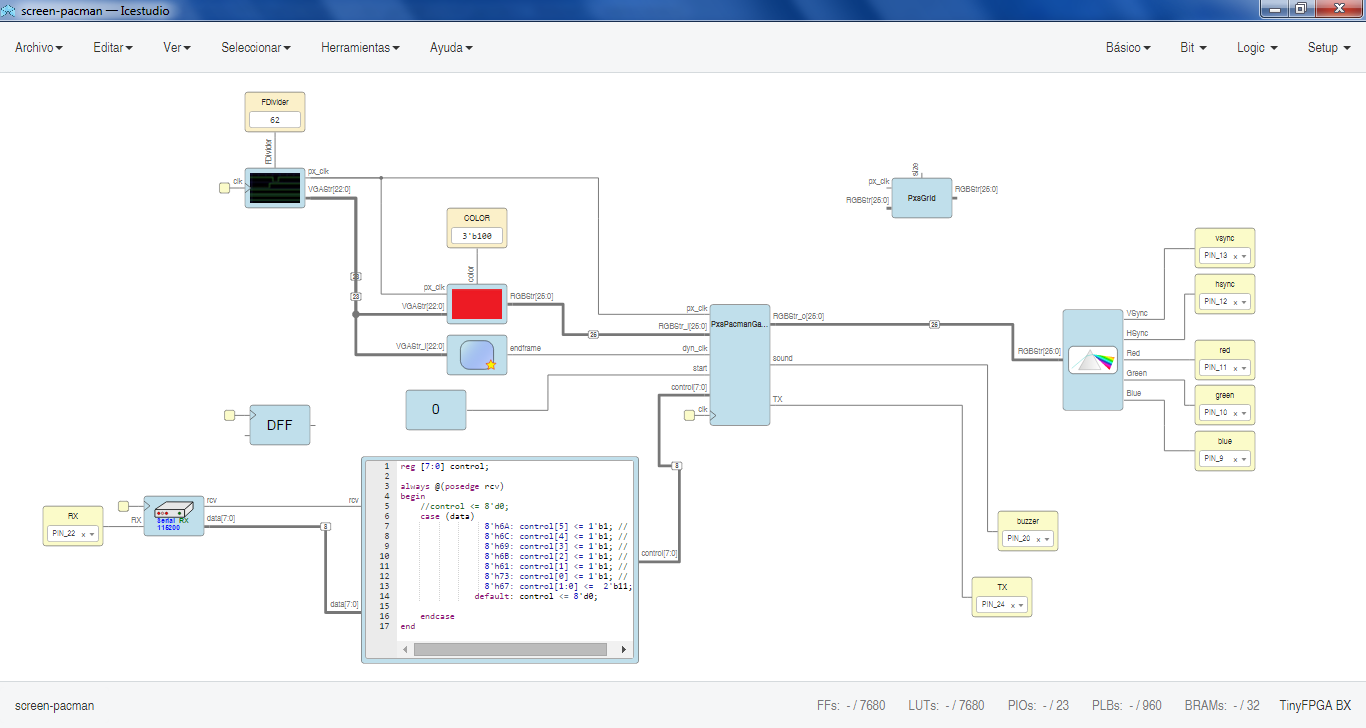 screen-pacman — Icestudio
Archivo Editar Ver Seleccionar Herramientas Ayuda Básico Bit Logic Setup
FDivider
62
FDivider
clk
px_clk
VGAStr[22:0]
23
23
COLOR
3'b100
color
px_clk
VGAStr[22:0]
RGBStr[25:0]
26
VGAStr_i[22:0]
endframe
0
DFF
size
px_clk
RGBStr[25:0]
PxsGrid
RGBStr[25:0]
px_clk
RGBStr_i[25:0]
dyn_clk
start
control[7:0]
clk
PxsPacmanGa...
RGBStr_o[25:0]
sound
TX
26
RGBStr[25:0]
VSync
HSync
Red
Green
Blue
vsync
PIN_13 x
hsync
PIN_12 x
red
PIN_11 x
green
PIN_10 x
blue
PIN_9 x
buzzer
PIN_20 x
TX
PIN_24 x
RX
PIN_22 x
RX
Serial RX
115200
rcv
data[7:0]
8
rcv
data[7:0]
1 reg [7:0] control;
2
3 always @(posedge rcv)
4 begin
5 //control <= 8'd0;
6 case (data)
7 8'h6A: control[5] <= 1'b1; //
8 8'h6C: control[4] <= 1'b1; //
9 8'h69: control[3] <= 1'b1; //
10 8'h6B: control[2] <= 1'b1; //
11 8'h61: control[1] <= 1'b1; //
12 8'h73: control[0] <= 1'b1; //
13 8'h67: control[1:0] <= 2'b11;
14 default: control <= 8'd0;
15
16 endcase
17 end
control[7:0]
8
screen-pacman FFs: - / 7680 LUTs: - / 7680 PIOs: - / 23 PLBs: - / 960 BRAMs: - / 32 TinyFPGA BX